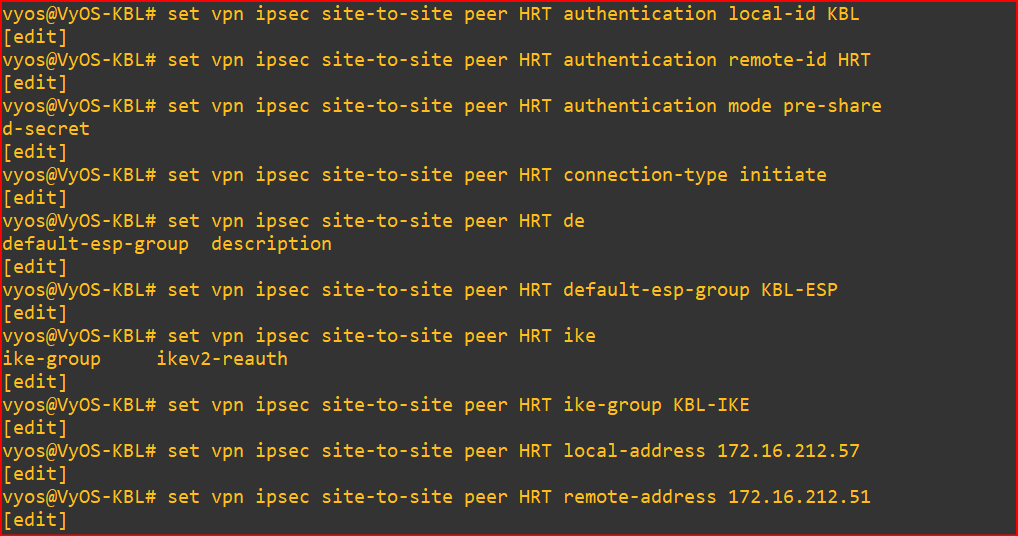 vyos@VyOS-KBL# set vpn ipsec site-to-site peer HRT authentication local-id KBL
[edit]
vyos@VyOS-KBL# set vpn ipsec site-to-site peer HRT authentication remote-id HRT
[edit]
vyos@VyOS-KBL# set vpn ipsec site-to-site peer HRT authentication mode pre-share
d-secret
[edit]
vyos@VyOS-KBL# set vpn ipsec site-to-site peer HRT connection-type initiate
[edit]
vyos@VyOS-KBL# set vpn ipsec site-to-site peer HRT de
default-esp-group  description
[edit]
vyos@VyOS-KBL# set vpn ipsec site-to-site peer HRT default-esp-group KBL-ESP
[edit]
vyos@VyOS-KBL# set vpn ipsec site-to-site peer HRT ike
ike-group     ikev2-reauth
[edit]
vyos@VyOS-KBL# set vpn ipsec site-to-site peer HRT ike-group KBL-IKE
[edit]
vyos@VyOS-KBL# set vpn ipsec site-to-site peer HRT local-address 172.16.212.57
[edit]
vyos@VyOS-KBL# set vpn ipsec site-to-site peer HRT remote-address 172.16.212.51
[edit]